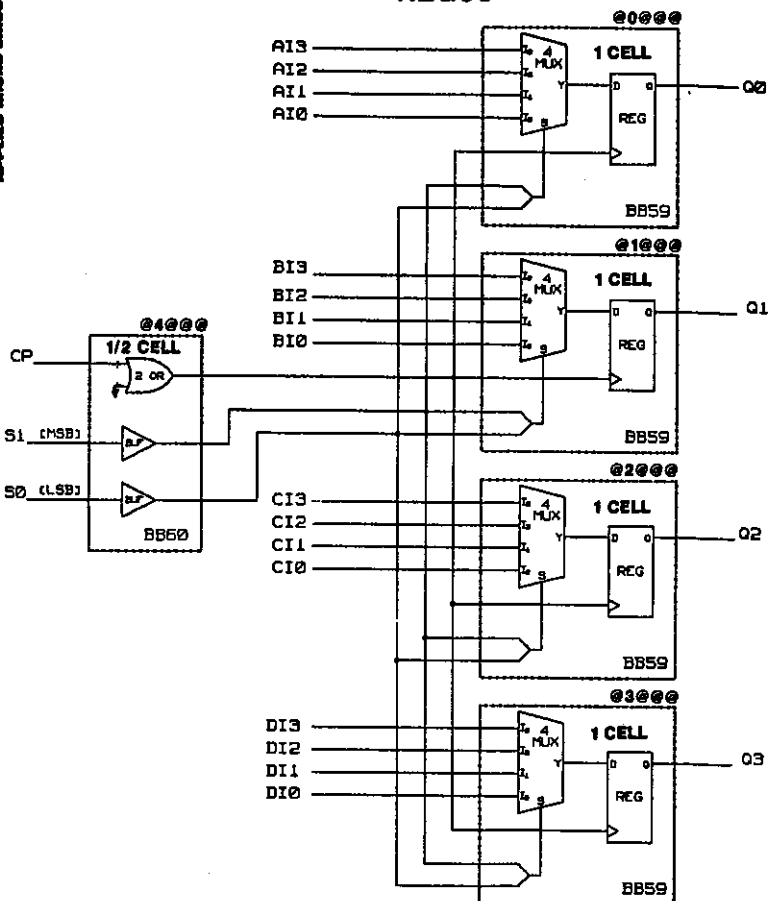 @0@@@
AI3
AI2
AI1
AI0
4
MUX
Y
S
1 CELL
D
Q
REG
Q0
BB59
@1@@@
BI3
BI2
BI1
BI0
4
MUX
Y
S
1 CELL
D
Q
REG
Q1
BB59
@4@@@
1/2 CELL
CP
2 OR
S1 (MSB)
BUF
S0 (LSB)
BUF
BB60
@2@@@
CI3
CI2
CI1
CI0
4
MUX
Y
S
1 CELL
D
Q
REG
Q2
BB59
@3@@@
DI3
DI2
DI1
DI0
4
MUX
Y
S
1 CELL
D
Q
REG
Q3
BB59